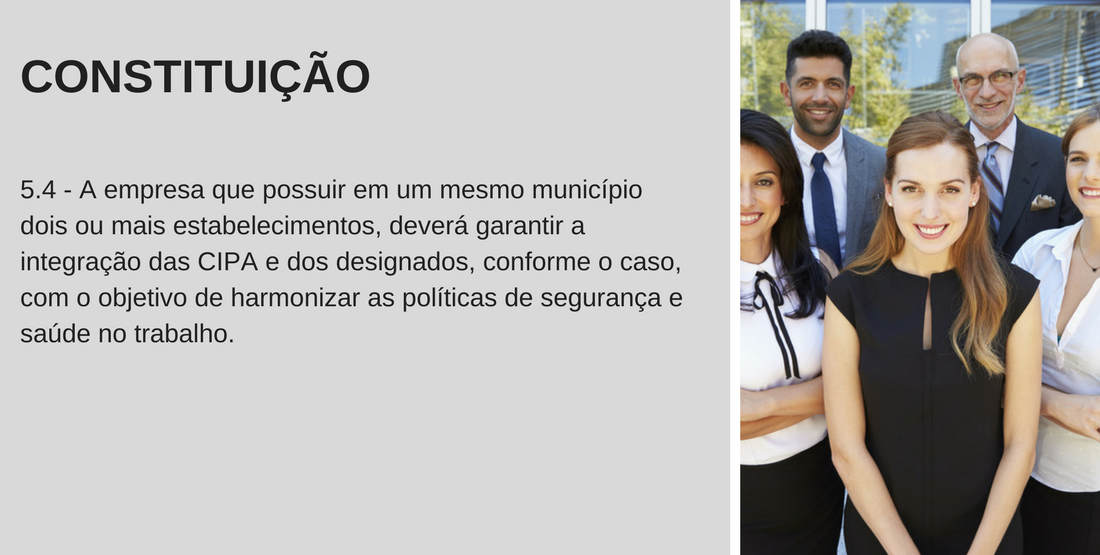 CONSTITUIÇÃO
5.4 - A empresa que possuir em um mesmo município
dois ou mais estabelecimentos, deverá garantir a
integração das CIPA e dos designados, conforme o caso,
com o objetivo de harmonizar as políticas de segurança e
saúde no trabalho.